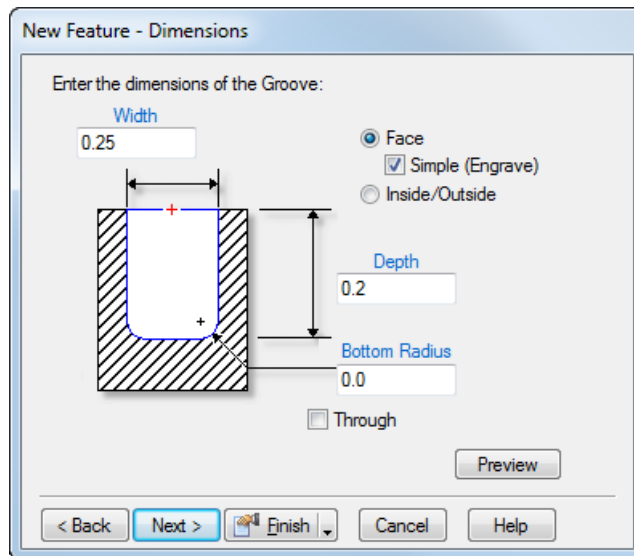 New Feature - Dimensions
Enter the dimensions of the Groove:
Width
0.25
Face
Simple (Engrave)
Inside/Outside
Depth
0.2
Bottom Radius
0.0
Through
Preview
< Back Next > Finish Cancel Help